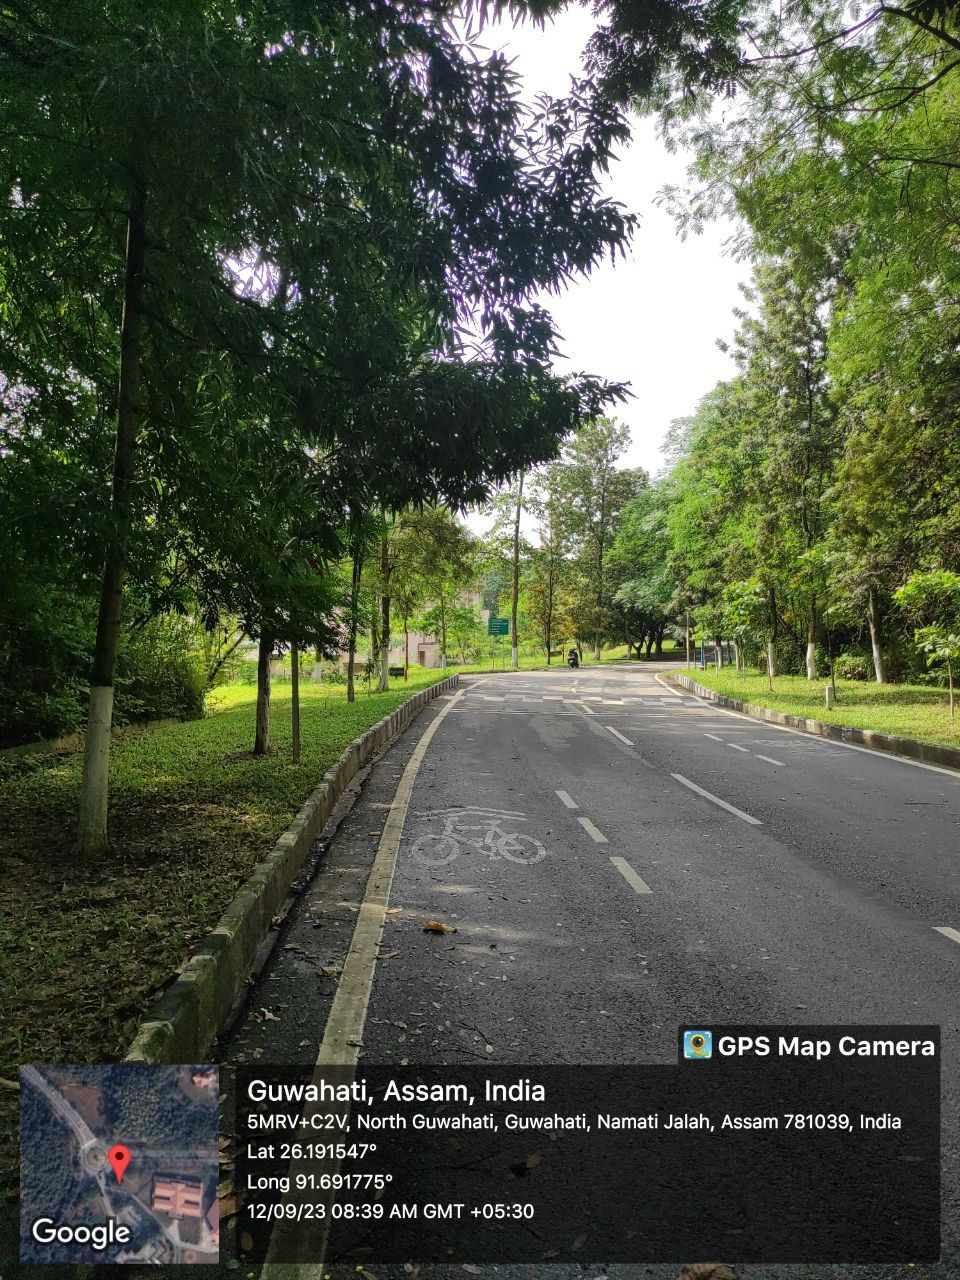 GPS Map Camera
Guwahati, Assam, India
5MRV+C2V, North Guwahati, Guwahati, Namati Jalah, Assam 781039, India
Lat 26.191547°
Long 91.691775°
12/09/23 08:39 AM GMT +05:30
Google